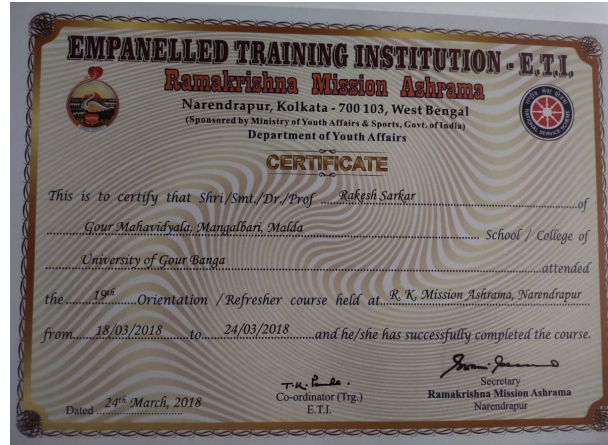 EMPANELLED TRAINING INSTITUTION - E.T.I.
Ramakrishna Mission Ashrama
Narendrapur, Kolkata - 700 103, West Bengal
(Sponsored by Ministry of Youth Affairs & Sports, Govt. of India)
Department of Youth Affairs
CERTIFICATE
This is to certify that Shri/Smt./Dr./Prof ....Rakesh Sarkar....of
Gour Mahavidyala, Mangalbari, Malda.... School / College of
University of Gour Banga....attended
the....19th....Orientation / Refresher course held at R. K. Mission Ashrama, Narendrapur
from....18/03/2018....to....24/03/2018....and he/she has successfully completed the course.
Co-ordinator (Trg.)
E.T.I.
Secretary
Ramakrishna Mission Ashrama
Narendrapur
Dated 24th March, 2018